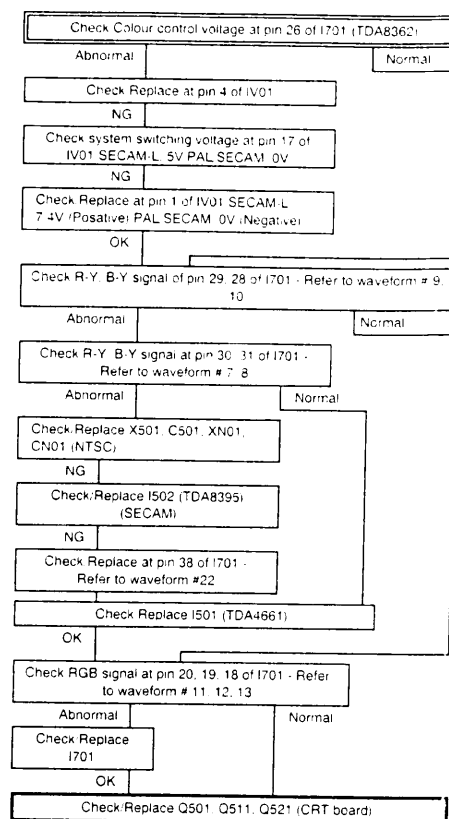 Check Colour control voltage at pin 26 of I701 (TDA8362)
Abnormal
Normal
Check Replace at pin 4 of IV01
NG
Check system switching voltage at pin 17 of
IV01 SECAM-L, 5V PAL SECAM 0V
NG
Check Replace at pin 1 of IV01 SECAM-L
7.4V (Posative) PAL SECAM 0V (Negative)
OK
Check R-Y, B-Y signal of pin 29, 28 of I701 - Refer to waveform # 9,
10
Abnormal
Normal
Check R-Y B-Y signal at pin 30, 31 of I701 -
Refer to waveform # 7, 8
Abnormal
Normal
Check/Replace X501, C501, XN01,
CN01 (NTSC)
NG
Check/Replace I502 (TDA8395)
(SECAM)
NG
Check Replace at pin 38 of I701 -
Refer to waveform #22
Check Replace I501 (TDA4661)
OK
Check RGB signal at pin 20, 19, 18 of I701 - Refer
to waveform # 11, 12, 13
Abnormal
Normal
Check/Replace
I701
OK
Check/Replace Q501, Q511, Q521 (CRT board)